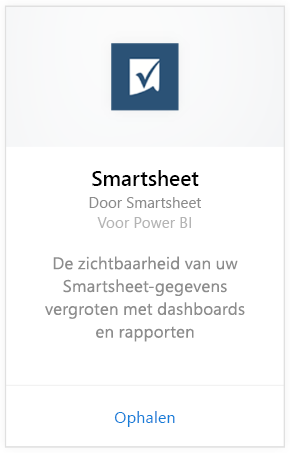 Smartsheet
Door Smartsheet
Voor Power BI
De zichtbaarheid van uw
Smartsheet-gegevens
vergroten met dashboards
en rapporten
Ophalen